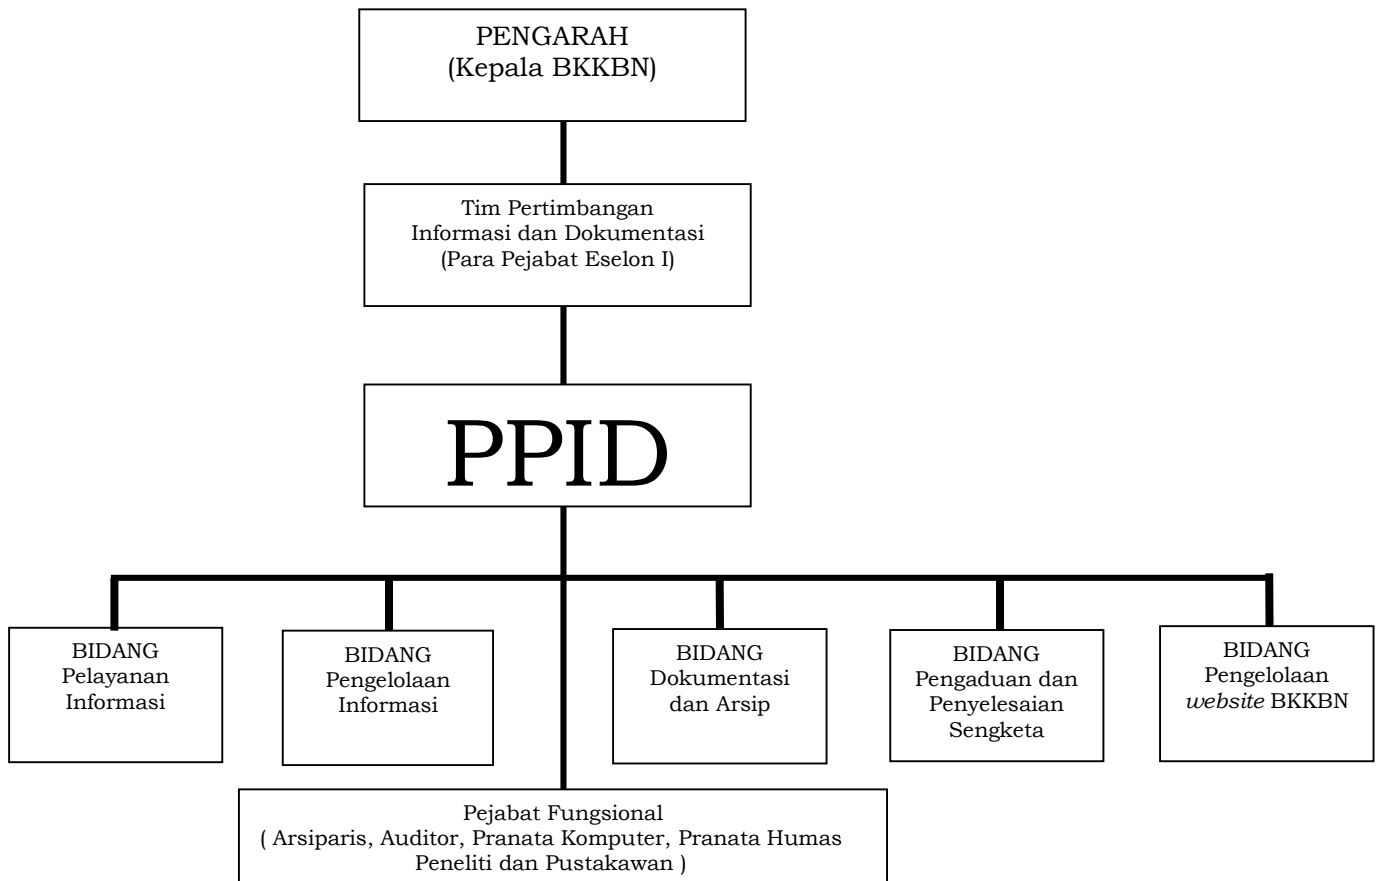 PENGARAH
(Kepala BKKBN)
Tim Pertimbangan
Informasi dan Dokumentasi
(Para Pejabat Eselon I)
PPID
BIDANG
Pelayanan
Informasi
BIDANG
Pengelolaan
Informasi
BIDANG
Dokumentasi
dan Arsip
BIDANG
Pengaduan dan
Penyelesaian
Sengketa
BIDANG
Pengelolaan
website BKKBN
Pejabat Fungsional
( Arsiparis, Auditor, Pranata Komputer, Pranata Humas
Peneliti dan Pustakawan )